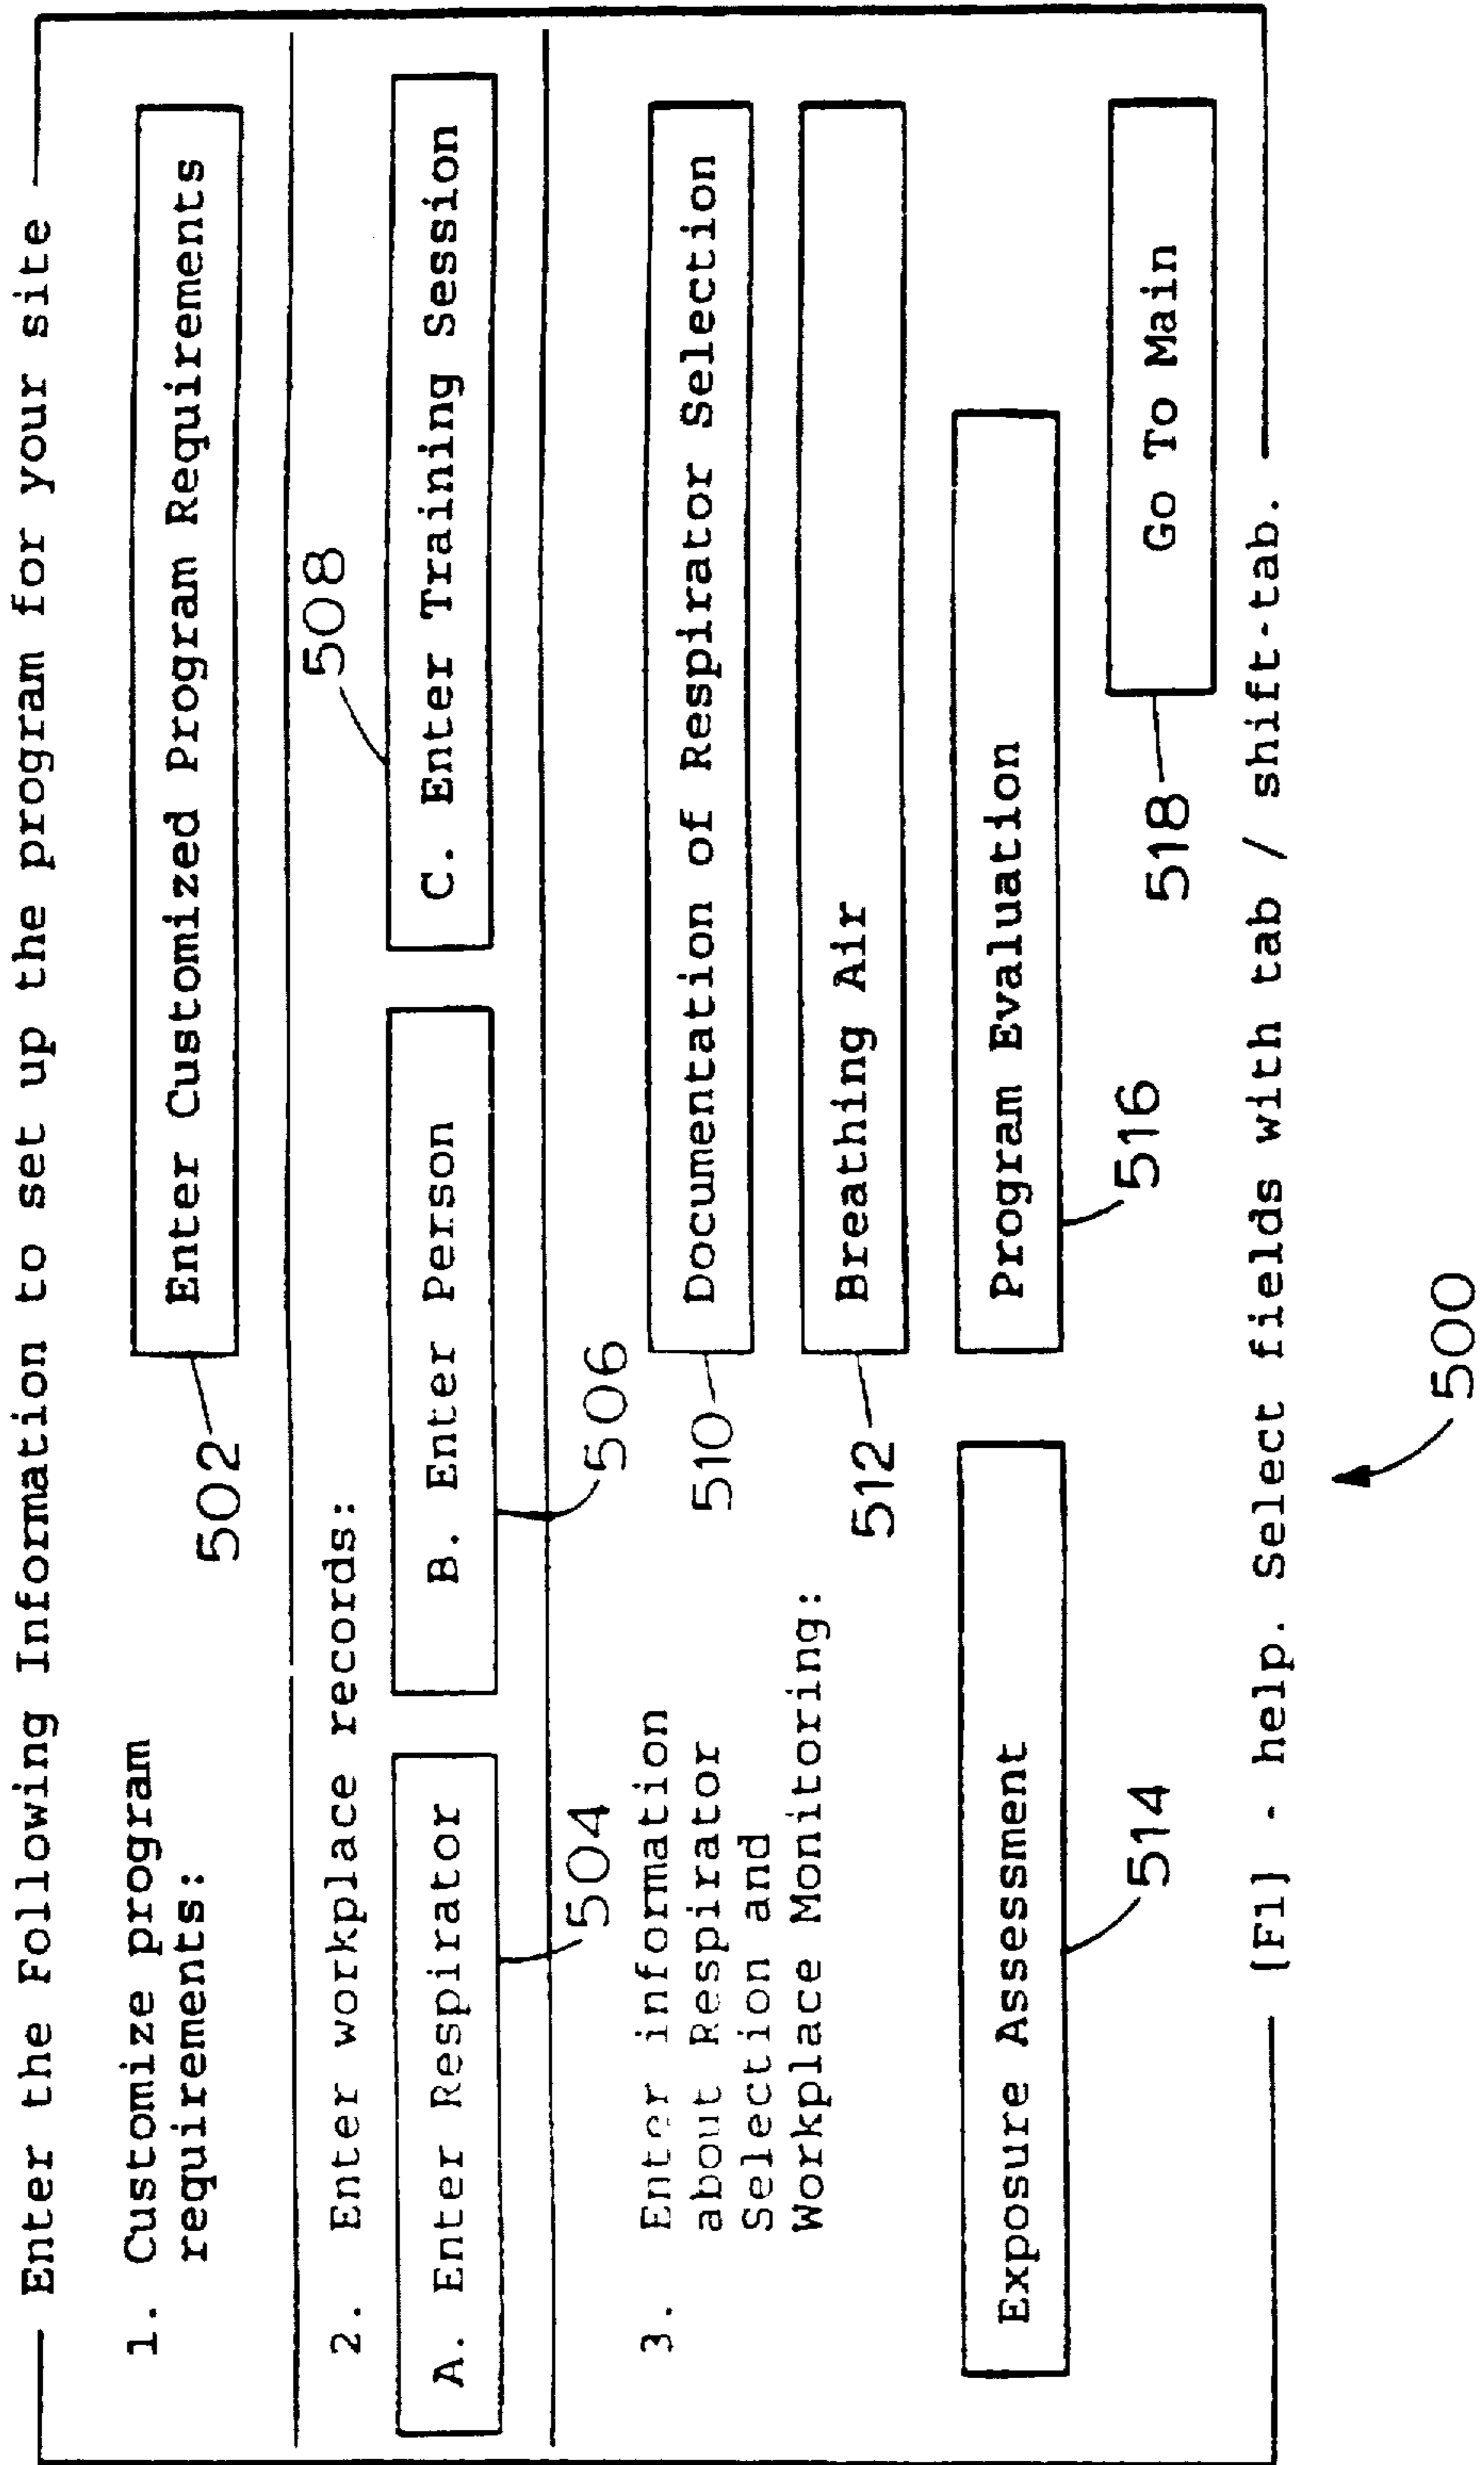 Enter the Following Information to set up the program for your site
1. Customize program
requirements:
Enter Customized Program Requirements
502
2. Enter workplace records:
508
A. Enter Respirator
B. Enter Person
C. Enter Training Session
504
506
3. Enter information
about Respirator
Selection and
Workplace Monitoring:
510
Documentation of Respirator Selection
512
Breathing Air
Exposure Assessment
Program Evaluation
514
516
518
Go To Main
[F1] - help. Select fields with tab / shift-tab.
500